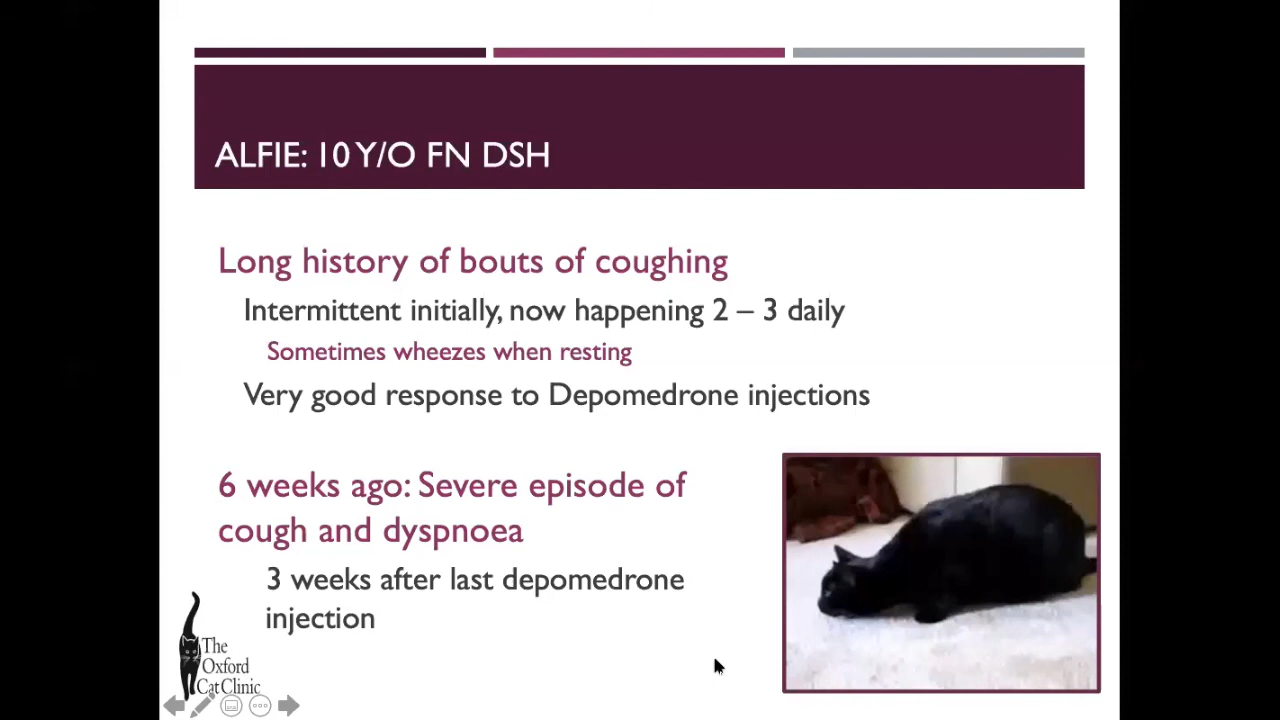 ALFIE: 10 Y/O FN DSH
Long history of bouts of coughing
Intermittent initially, now happening 2 – 3 daily
Sometimes wheezes when resting
Very good response to Depomedrone injections
6 weeks ago: Severe episode of
cough and dyspnoea
3 weeks after last depomedrone
injection
The
Oxford
Cat Clinic